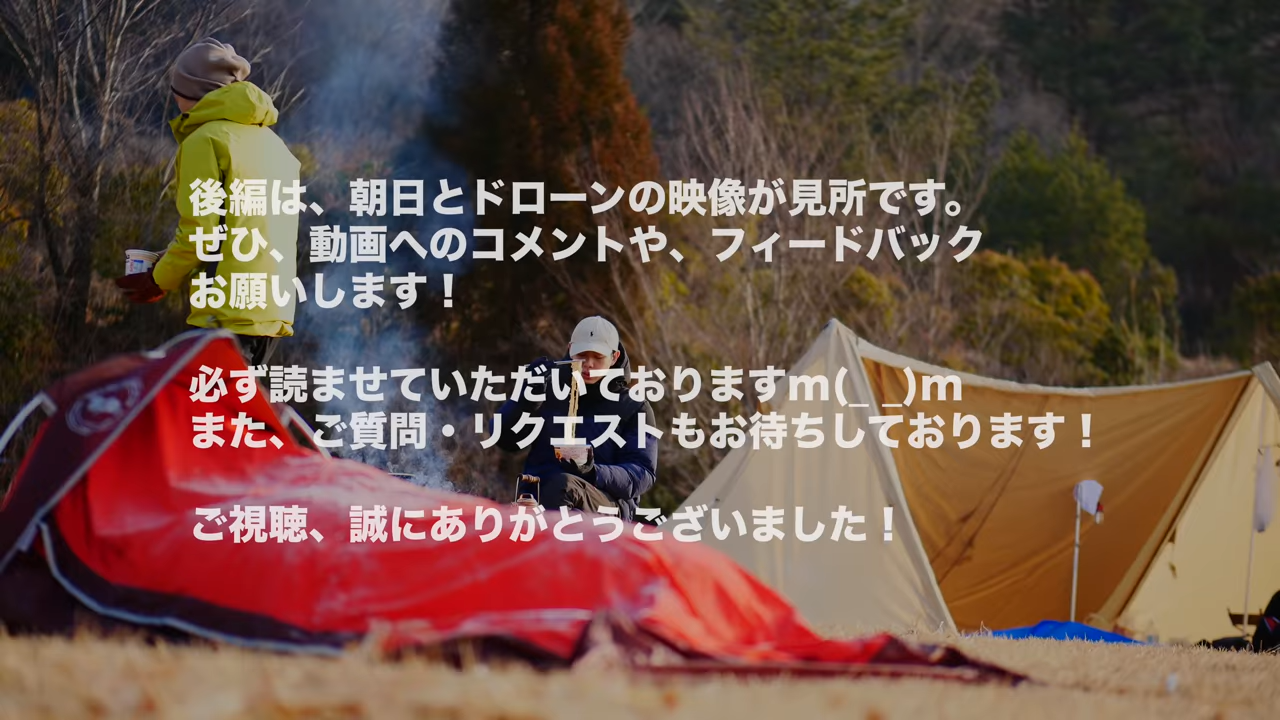 後編は、朝日とドローンの映像が見所です。
ぜひ、動画へのコメントや、フィードバック
お願いします！
必ず読ませていただいておりますm(_ _)m
また、ご質問・リクエストもお待ちしております！
ご視聴、誠にありがとうございました！